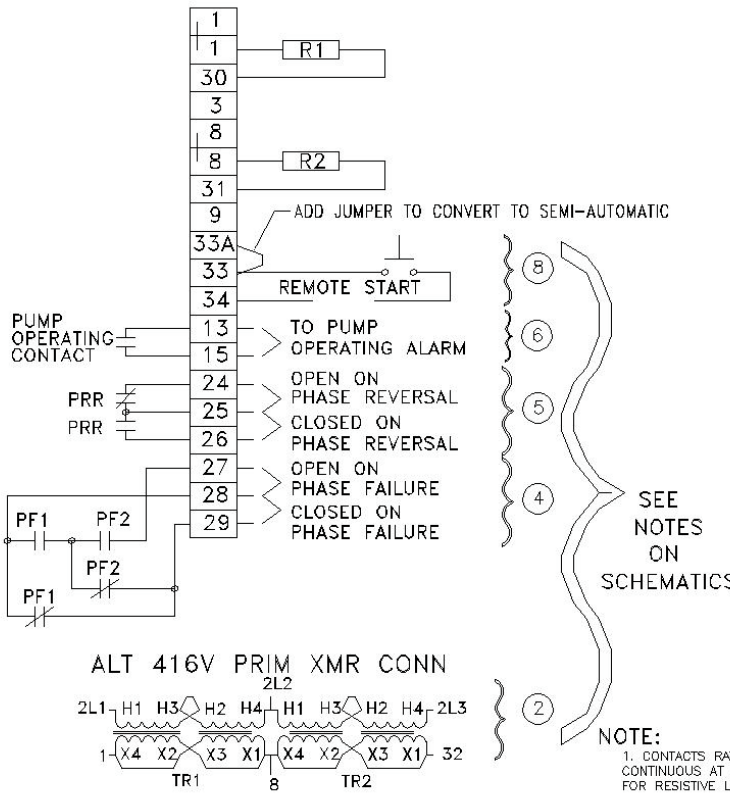 1
1 R1
30
3
8
8 R2
31
9 ADD JUMPER TO CONVERT TO SEMI-AUTOMATIC
33A
33
34 REMOTE START
8
PUMP
OPERATING
CONTACT
13 TO PUMP
15 OPERATING ALARM
6
PRR 24 OPEN ON
PHASE REVERSAL
25
PRR CLOSED ON
26 PHASE REVERSAL
5
27 OPEN ON
PHASE FAILURE
28
CLOSED ON
29 PHASE FAILURE
4
PF1 PF2
PF2
PF1
SEE
NOTES
ON
SCHEMATICS
ALT 416V PRIM XMR CONN
2L2
2L1 H1 H3 H2 H4 H1 H3 H2 H4 2L3
1 X4 X2 X3 X1 X4 X2 X3 X1 32
TR1 8 TR2
2
NOTE:
1. CONTACTS RA
CONTINUOUS AT
FOR RESISTIVE L